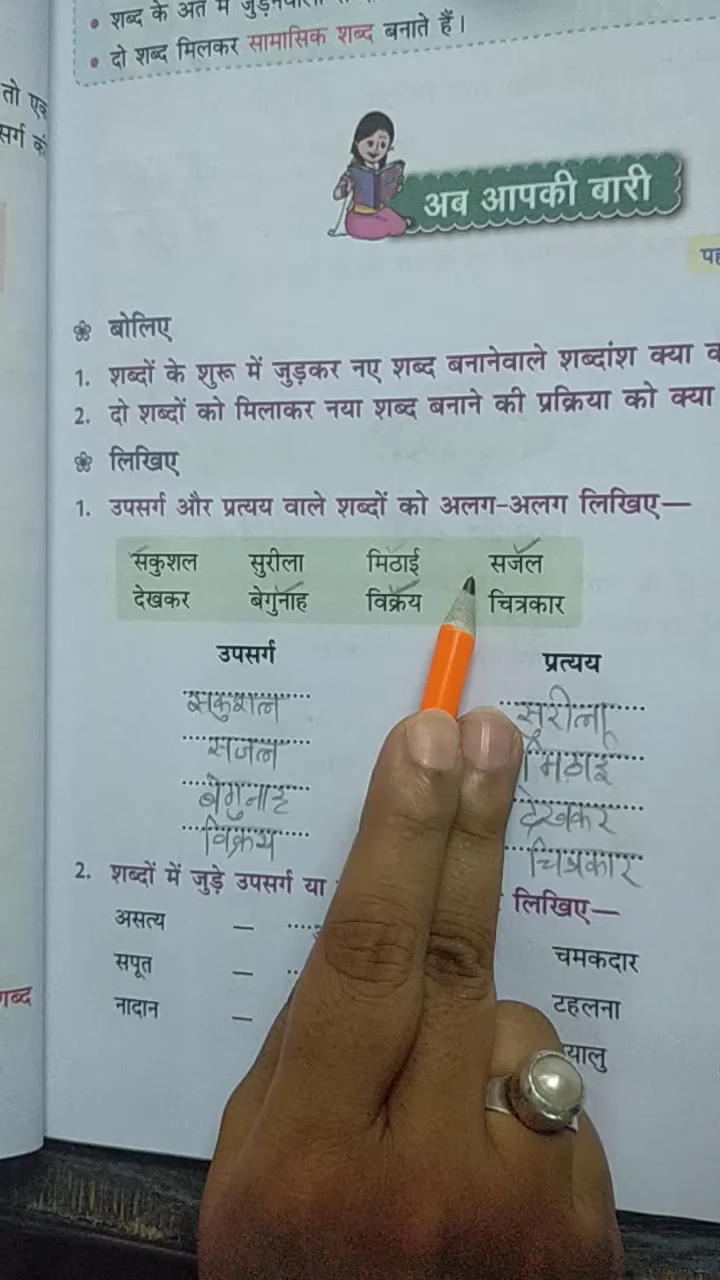 शब्द के अंत में
दो शब्द मिलकर सामासिक शब्द बनाते हैं।
तो एक
सर्ग
अब आपकी बारी
बोलिए
1. शब्दों के शुरू में जुड़कर नए शब्द बनानेवाले शब्दांश क्या
2. दो शब्दों को मिलाकर नया शब्द बनाने की प्रक्रिया को क्या
लिखिए
1. उपसर्ग और प्रत्यय वाले शब्दों को अलग-अलग लिखिए—
सकुशल सुरीला मिठाई सजल
देखकर बेगुनाह विक्रय चित्रकार
उपसर्ग प्रत्यय
सकुशल सुरीला
सजल मिठाई
बेगुनाह देखकर
विक्रय चित्रकार
2. शब्दों में जुड़े उपसर्ग या लिखिए—
असत्य — चमकदार
सपूत — टहलना
नादान — यालु